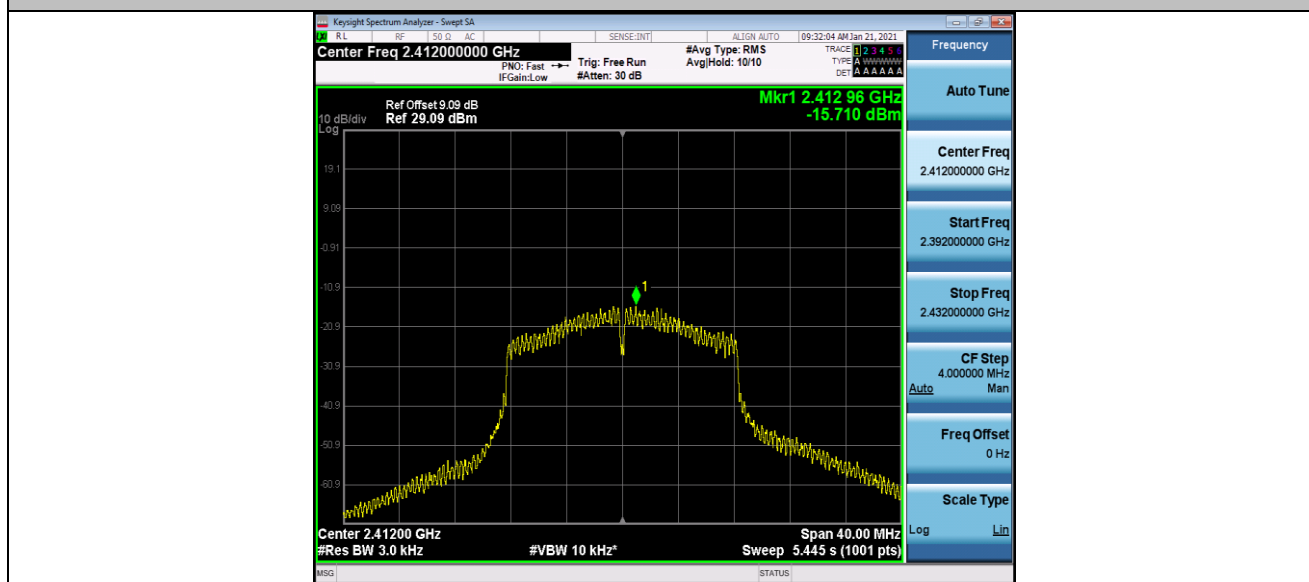 Keysight Spectrum Analyzer - Swept SA
RL RF 50 Ω AC SENSE:INT ALIGN AUTO 09:32:04 AM Jan 21, 2021
Center Freq 2.412000000 GHz
PNO: Fast
IFGain:Low
Trig: Free Run
#Atten: 30 dB
#Avg Type: RMS
Avg|Hold: 10/10
TRACE 1 2 3 4 5 6
TYPE A WWWWW
DET A A A A A A
Mkr1 2.412 96 GHz
-15.710 dBm
Ref Offset 9.09 dB
10 dB/div Ref 29.09 dBm
Log
19.1
9.09
-0.91
-10.9
-20.9
-30.9
-40.9
-50.9
-60.9
1
Center 2.41200 GHz Span 40.00 MHz
#Res BW 3.0 kHz #VBW 10 kHz* Sweep 5.445 s (1001 pts)
MSG STATUS
Frequency
Auto Tune
Center Freq
2.412000000 GHz
Start Freq
2.392000000 GHz
Stop Freq
2.432000000 GHz
CF Step
4.000000 MHz
Auto Man
Freq Offset
0 Hz
Scale Type
Log Lin